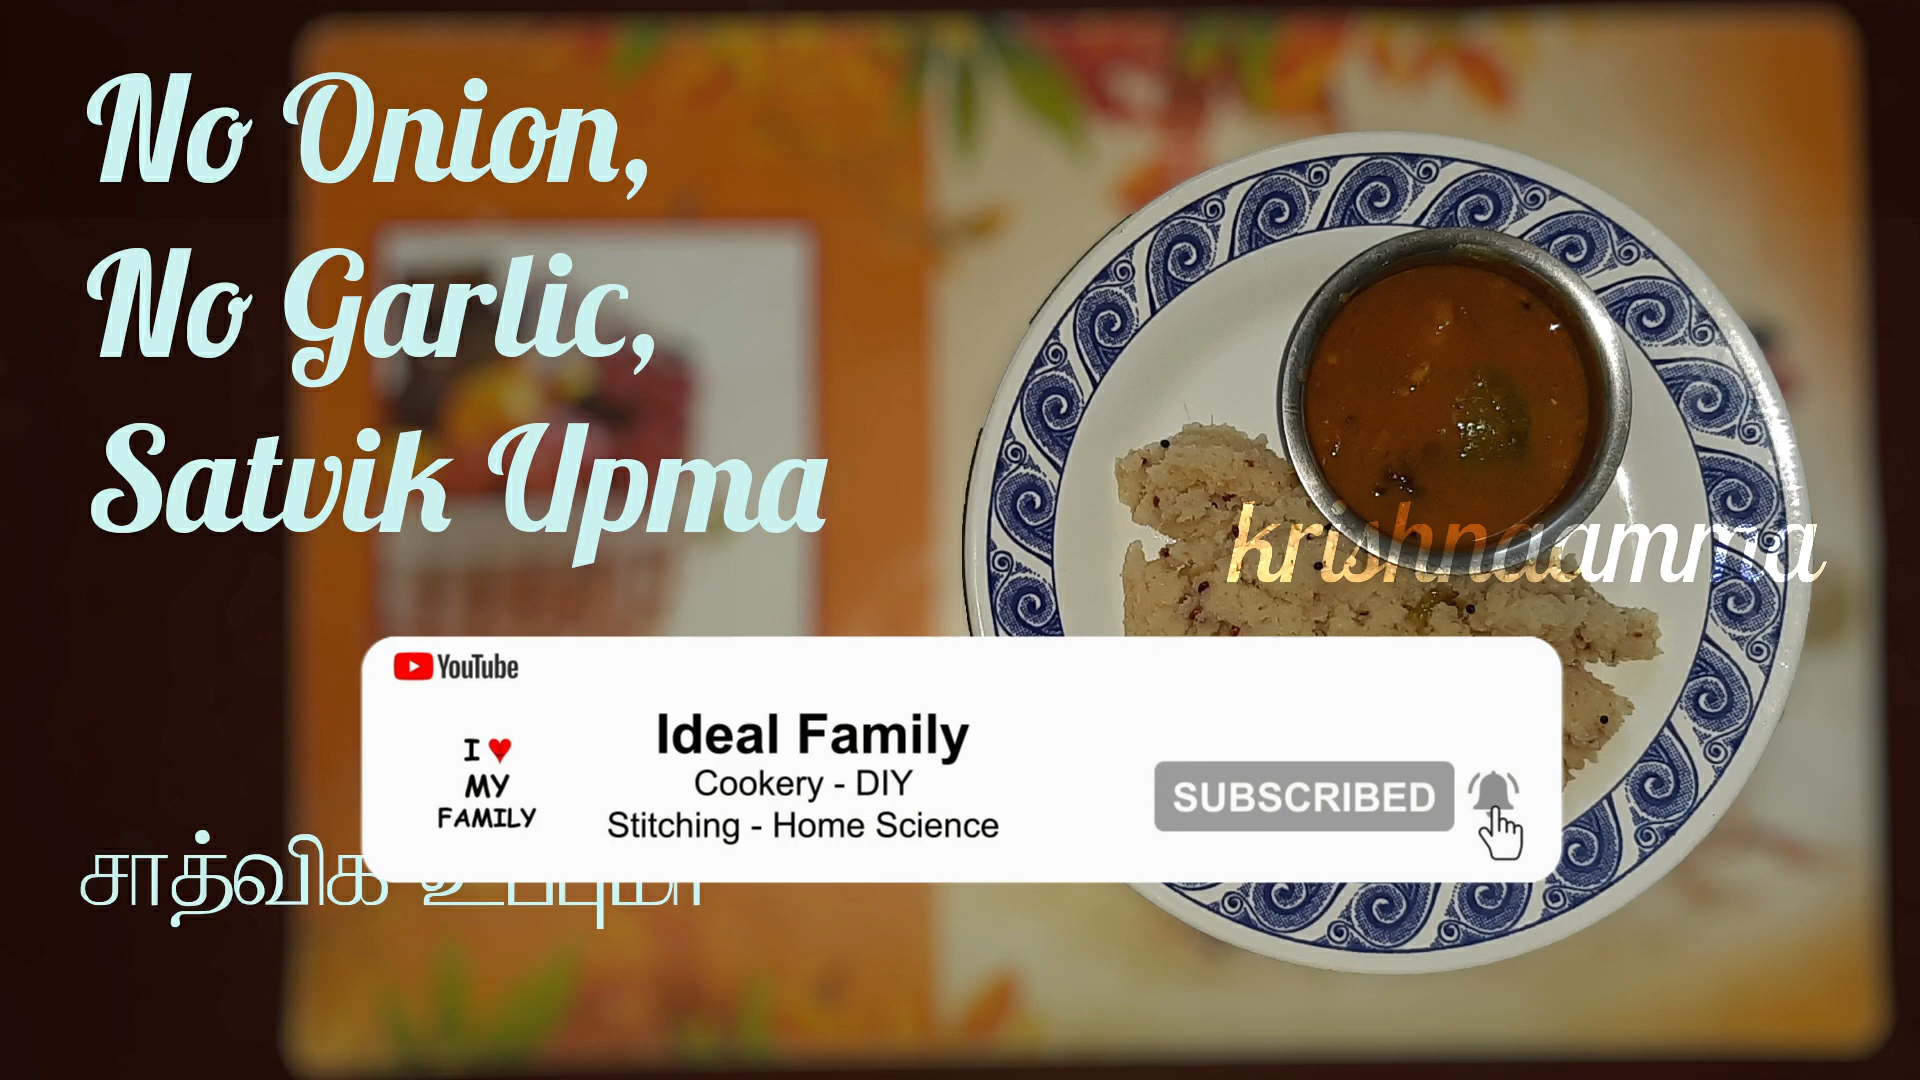 No Onion,
No Garlic,
Satvik Upma
krishnaamma
YouTube
I ♥
MY
FAMILY
Ideal Family
Cookery - DIY
Stitching - Home Science
SUBSCRIBED
சாத்விக